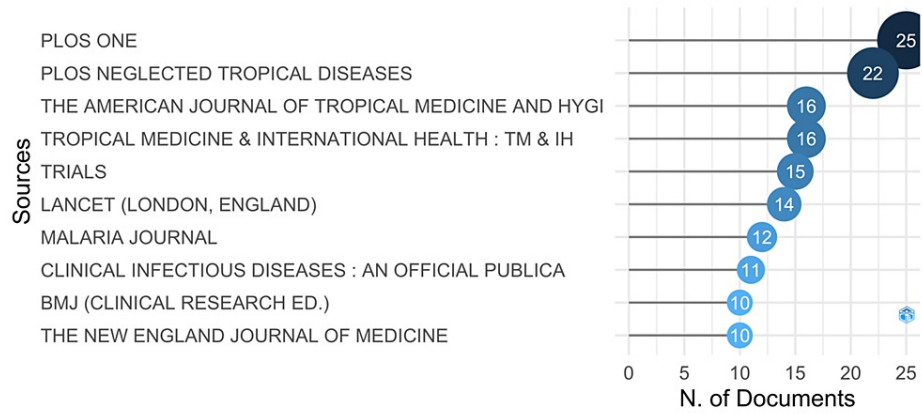 PLOS ONE 25
PLOS NEGLECTED TROPICAL DISEASES 22
THE AMERICAN JOURNAL OF TROPICAL MEDICINE AND HYGI 16
TROPICAL MEDICINE & INTERNATIONAL HEALTH : TM & IH 16
TRIALS 15
LANCET (LONDON, ENGLAND) 14
MALARIA JOURNAL 12
CLINICAL INFECTIOUS DISEASES : AN OFFICIAL PUBLICA 11
BMJ (CLINICAL RESEARCH ED.) 10
THE NEW ENGLAND JOURNAL OF MEDICINE 10
Sources
0 5 10 15 20 25
N. of Documents